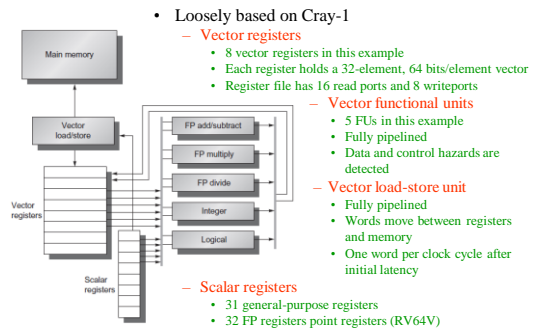 • Loosely based on Cray-1
– Vector registers
• 8 vector registers in this example
• Each register holds a 32-element, 64 bits/element vector
• Register file has 16 read ports and 8 writeports
– Vector functional units
• 5 FUs in this example
• Fully pipelined
• Data and control hazards are
detected
– Vector load-store unit
• Fully pipelined
• Words move between registers
and memory
• One word per clock cycle after
initial latency
– Scalar registers
• 31 general-purpose registers
• 32 FP registers point registers (RV64V)
Main memory
Vector
load/store
FP add/subtract
FP multiply
FP divide
Integer
Logical
Vector
registers
Scalar
registers